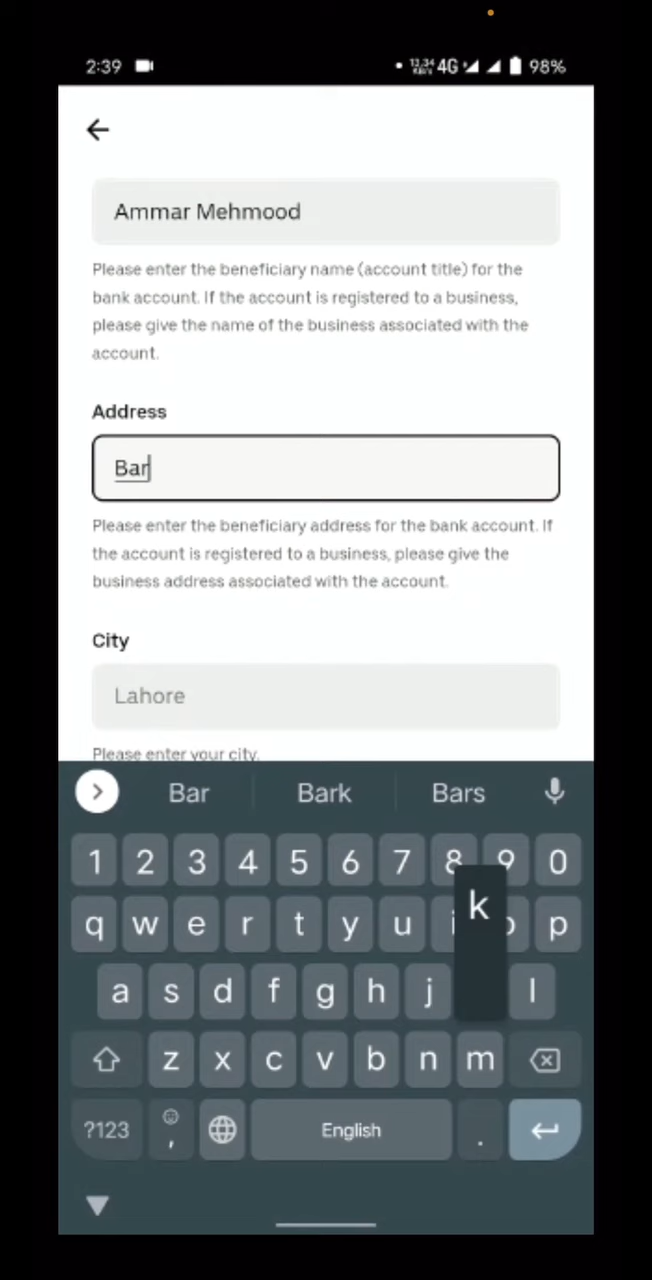 2:39
4G 98%
Ammar Mehmood
Please enter the beneficiary name (account title) for the
bank account. If the account is registered to a business,
please give the name of the business associated with the
account.
Address
Bar
Please enter the beneficiary address for the bank account. If
the account is registered to a business, please give the
business address associated with the account.
City
Lahore
Please enter your city.
Bar Bark Bars
1 2 3 4 5 6 7 8 9 0
q w e r t y u i p
k
a s d f g h j l
z x c v b n m
?123 , English .